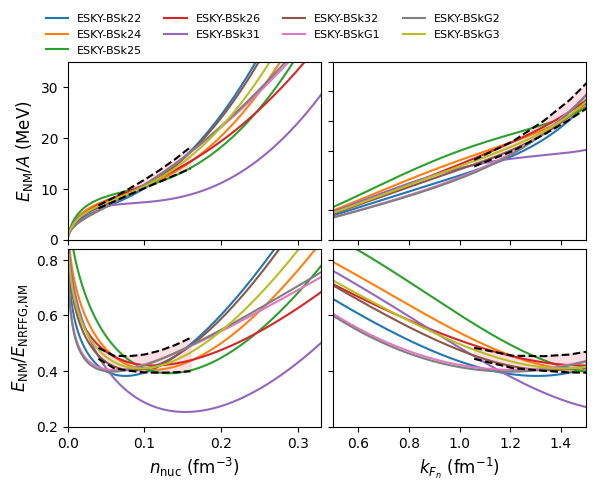 ESKY-BSk22 ESKY-BSk26 ESKY-BSk32 ESKY-BSkG2
ESKY-BSk24 ESKY-BSk31 ESKY-BSkG1 ESKY-BSkG3
ESKY-BSk25
30
20
10
0
E_NM/A (MeV)
0.8
0.6
0.4
0.2
E_NM/E_NRFFG,NM
0.0 0.1 0.2 0.3 0.6 0.8 1.0 1.2 1.4
n_nuc (fm⁻³) k_Fn (fm⁻¹)